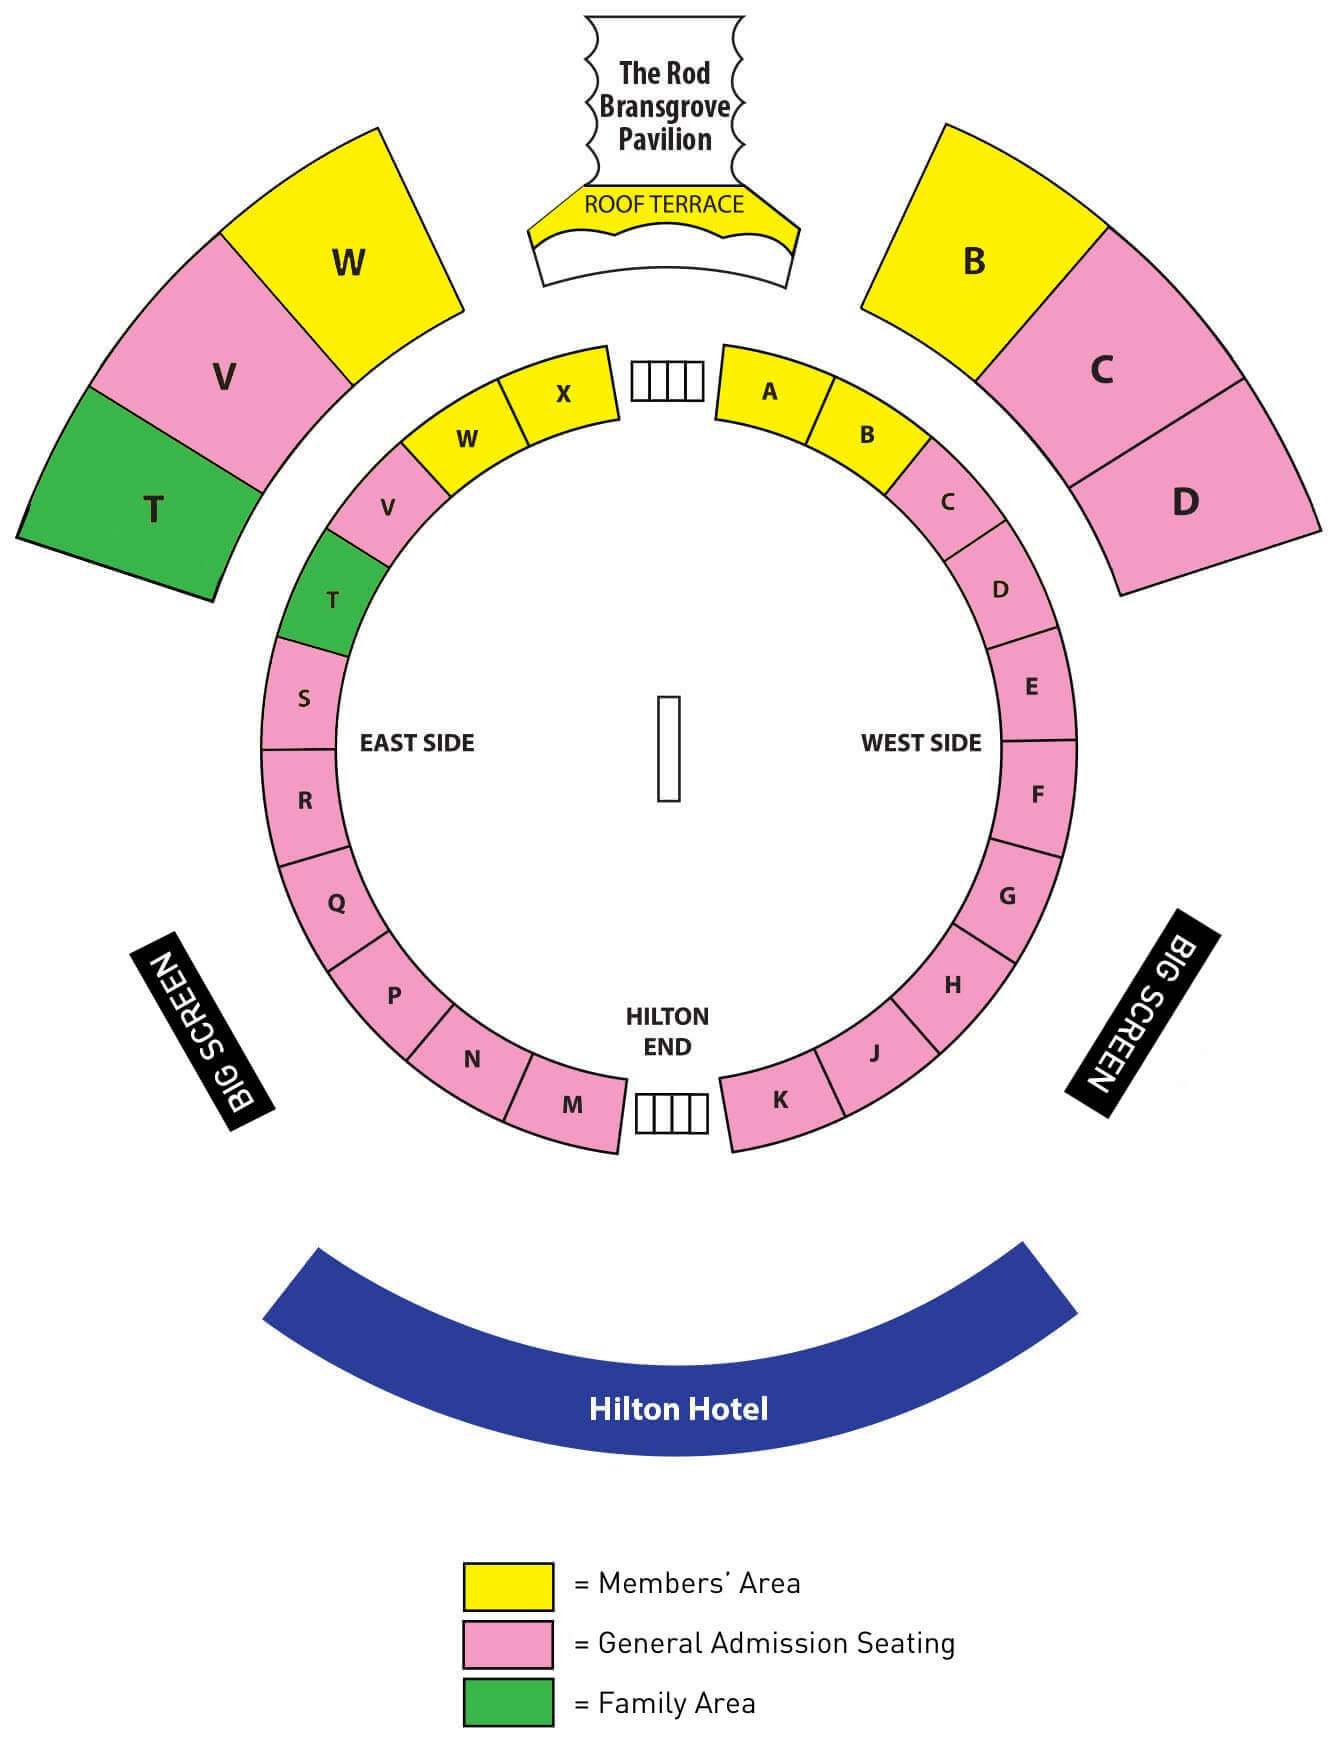 The Rod
Bransgrove
Pavilion
ROOF TERRACE
W
B
V
C
T
D
X
A
W
B
V
C
T
D
S
E
EAST SIDE
WEST SIDE
R
F
Q
G
P
H
HILTON
END
N
J
M
K
BIG SCREEN
BIG SCREEN
Hilton Hotel
= Members’ Area
= General Admission Seating
= Family Area